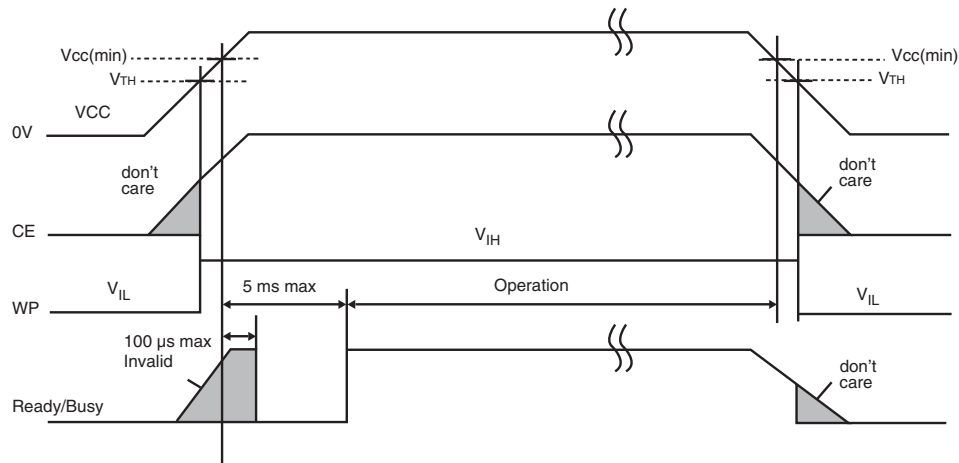 Vcc(min)
Vcc(min)
VTH
VTH
VCC
0V
don't
care
don't
care
CE
VIH
5 ms max
Operation
VIL
VIL
WP
100 µs max
Invalid
don't
care
Ready/Busy